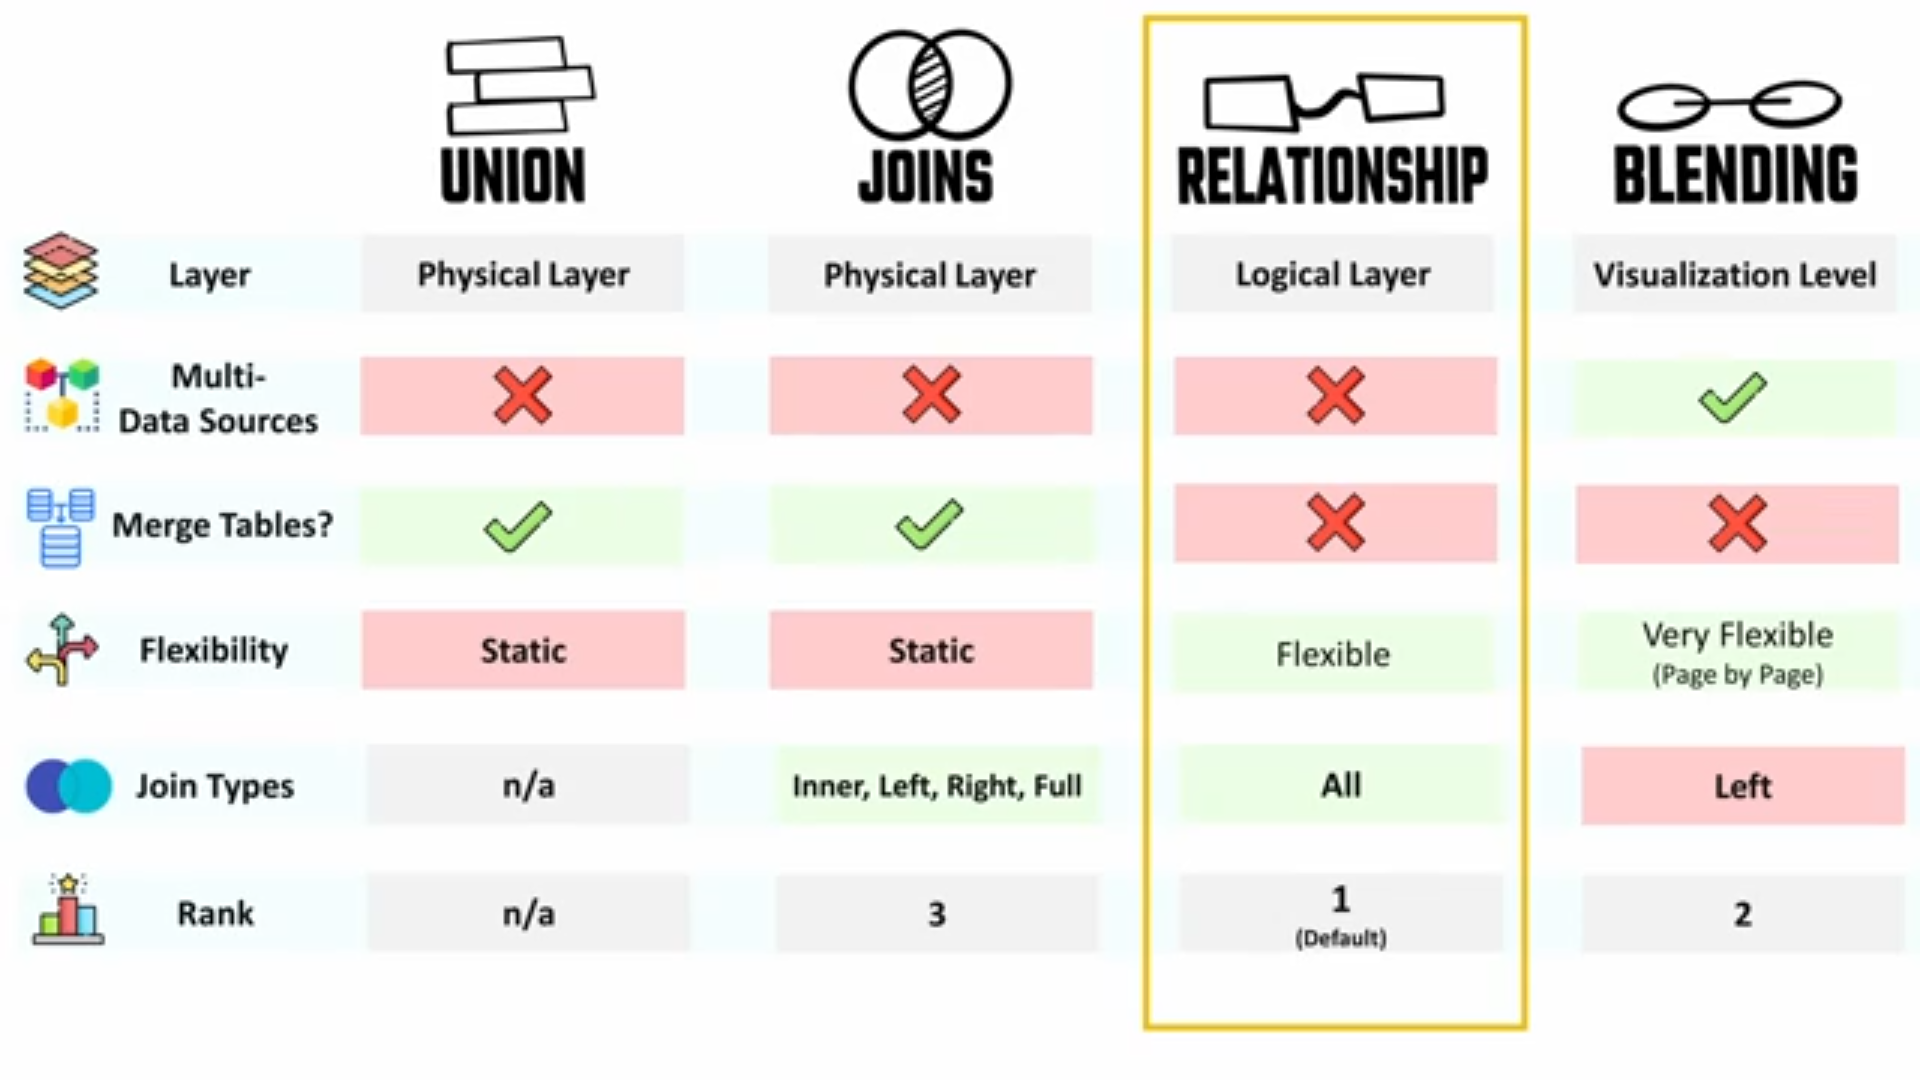 UNION JOINS RELATIONSHIP BLENDING
Layer Physical Layer Physical Layer Logical Layer Visualization Level
Multi-
Data Sources
Merge Tables?
Flexibility Static Static Flexible Very Flexible
(Page by Page)
Join Types n/a Inner, Left, Right, Full All Left
Rank n/a 3 1 2
(Default)